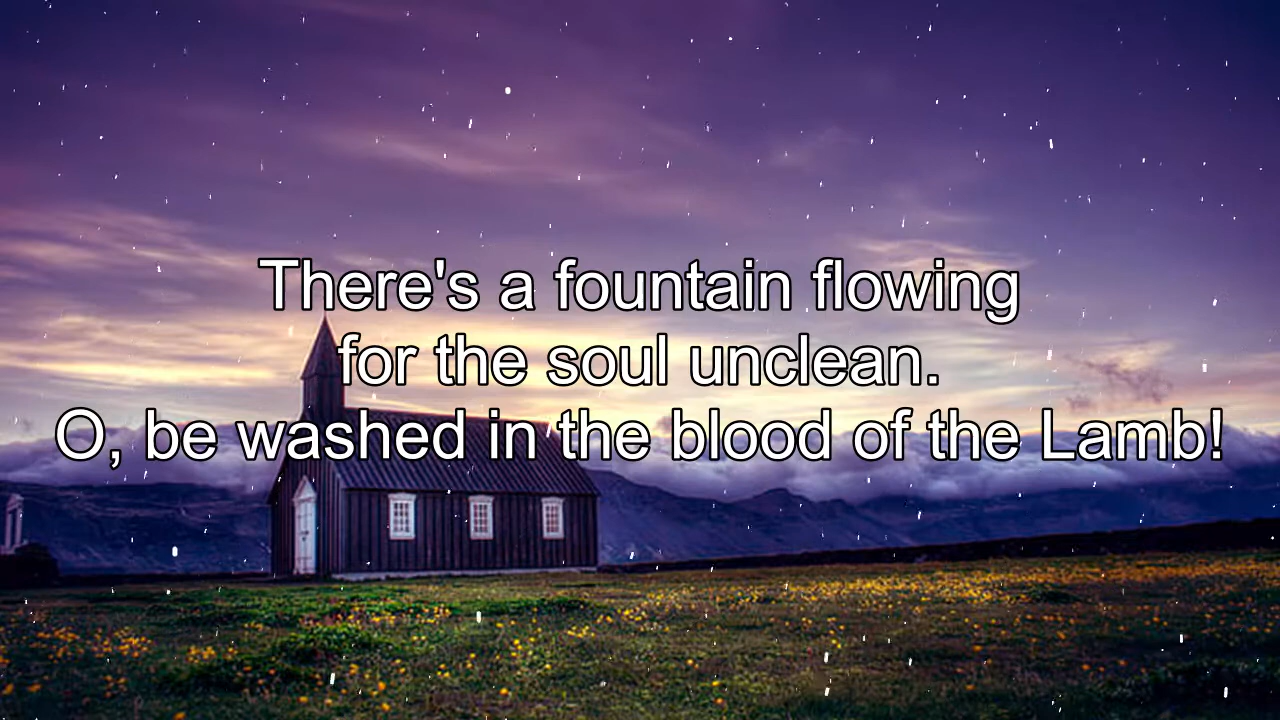 There's a fountain flowing
for the soul unclean.
O, be washed in the blood of the Lamb!